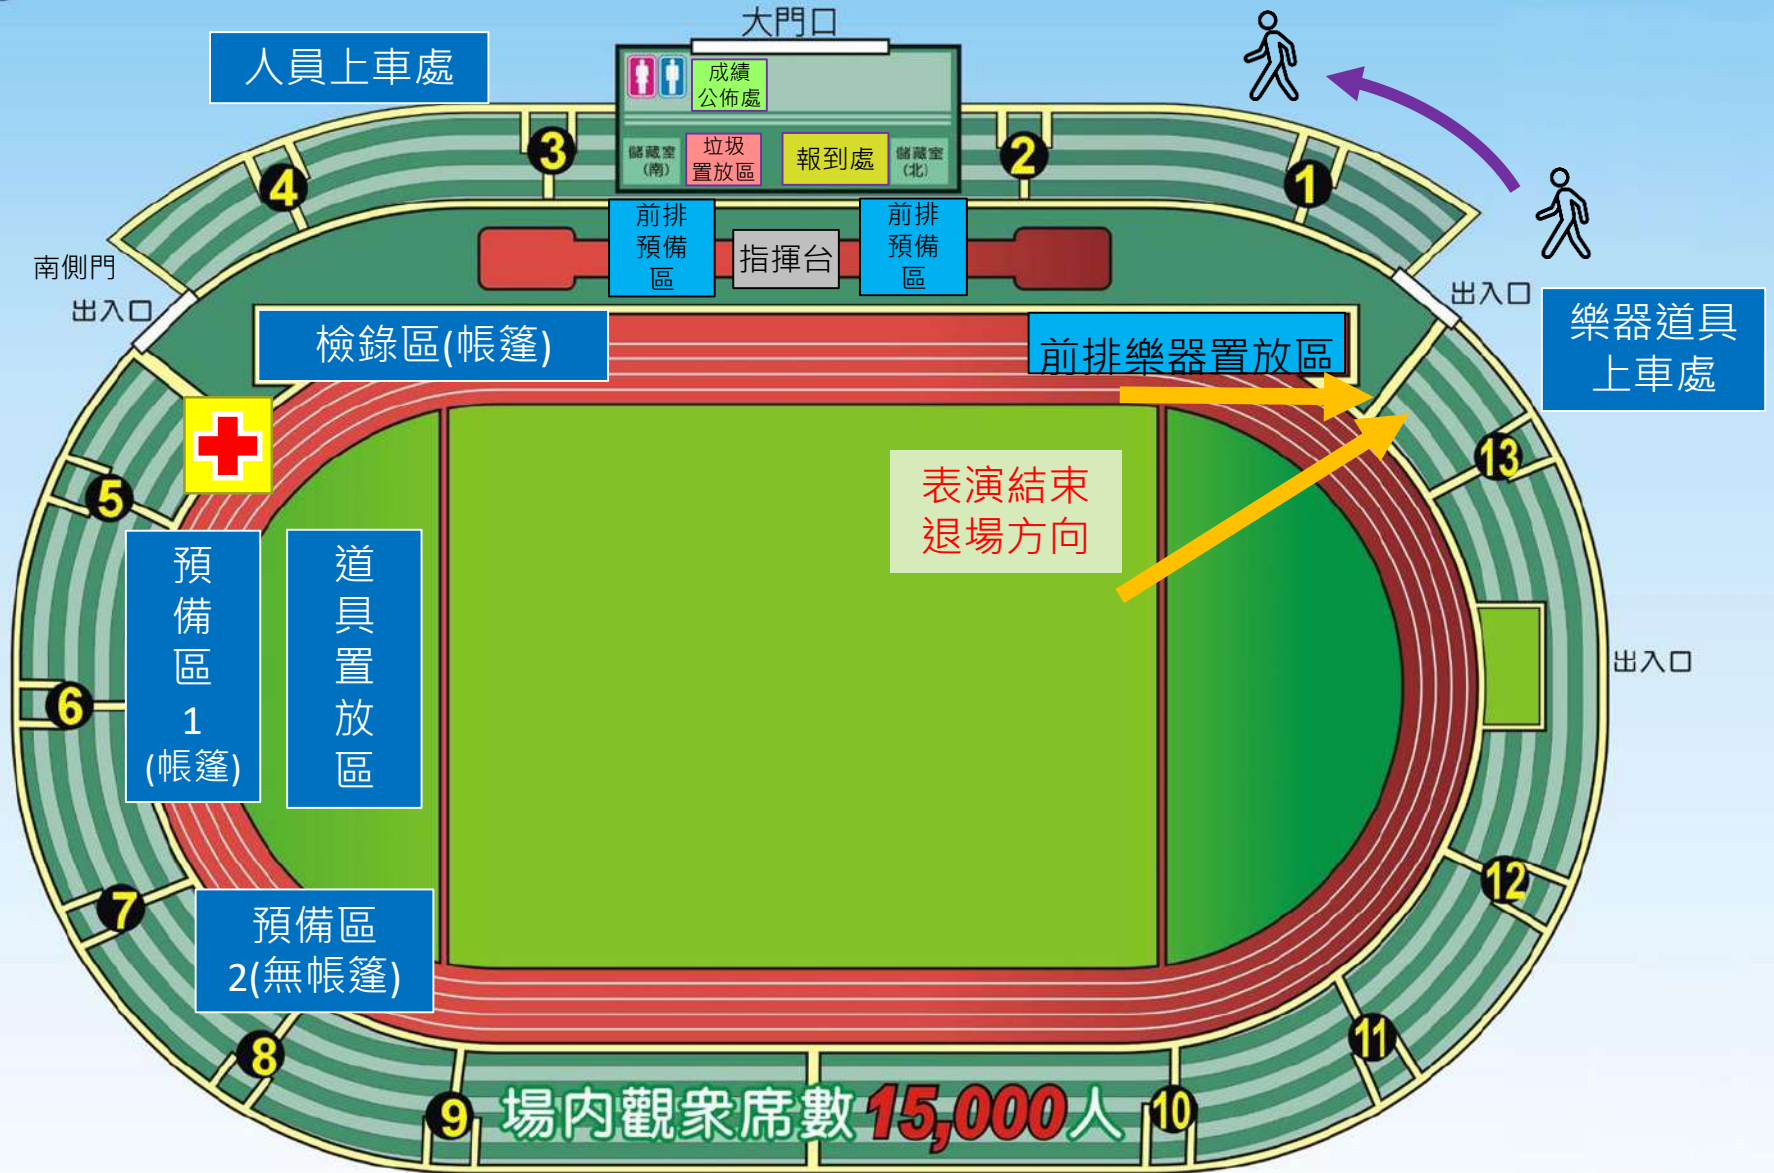 大門口
人員上車處
成績
公佈處
3
2
儲藏室
(南)
垃圾
置放區
報到處
儲藏室
(北)
4
1
前排
預備
區
指揮台
前排
預備
區
南側門
出入口
出入口
檢錄區(帳篷)
前排樂器置放區
樂器道具
上車處
表演結束
退場方向
13
5
預
備
區
1
(帳篷)
道
具
置
放
區
出入口
6
12
7
預備區
2(無帳篷)
11
8
9
場內觀衆席數15,000人
10